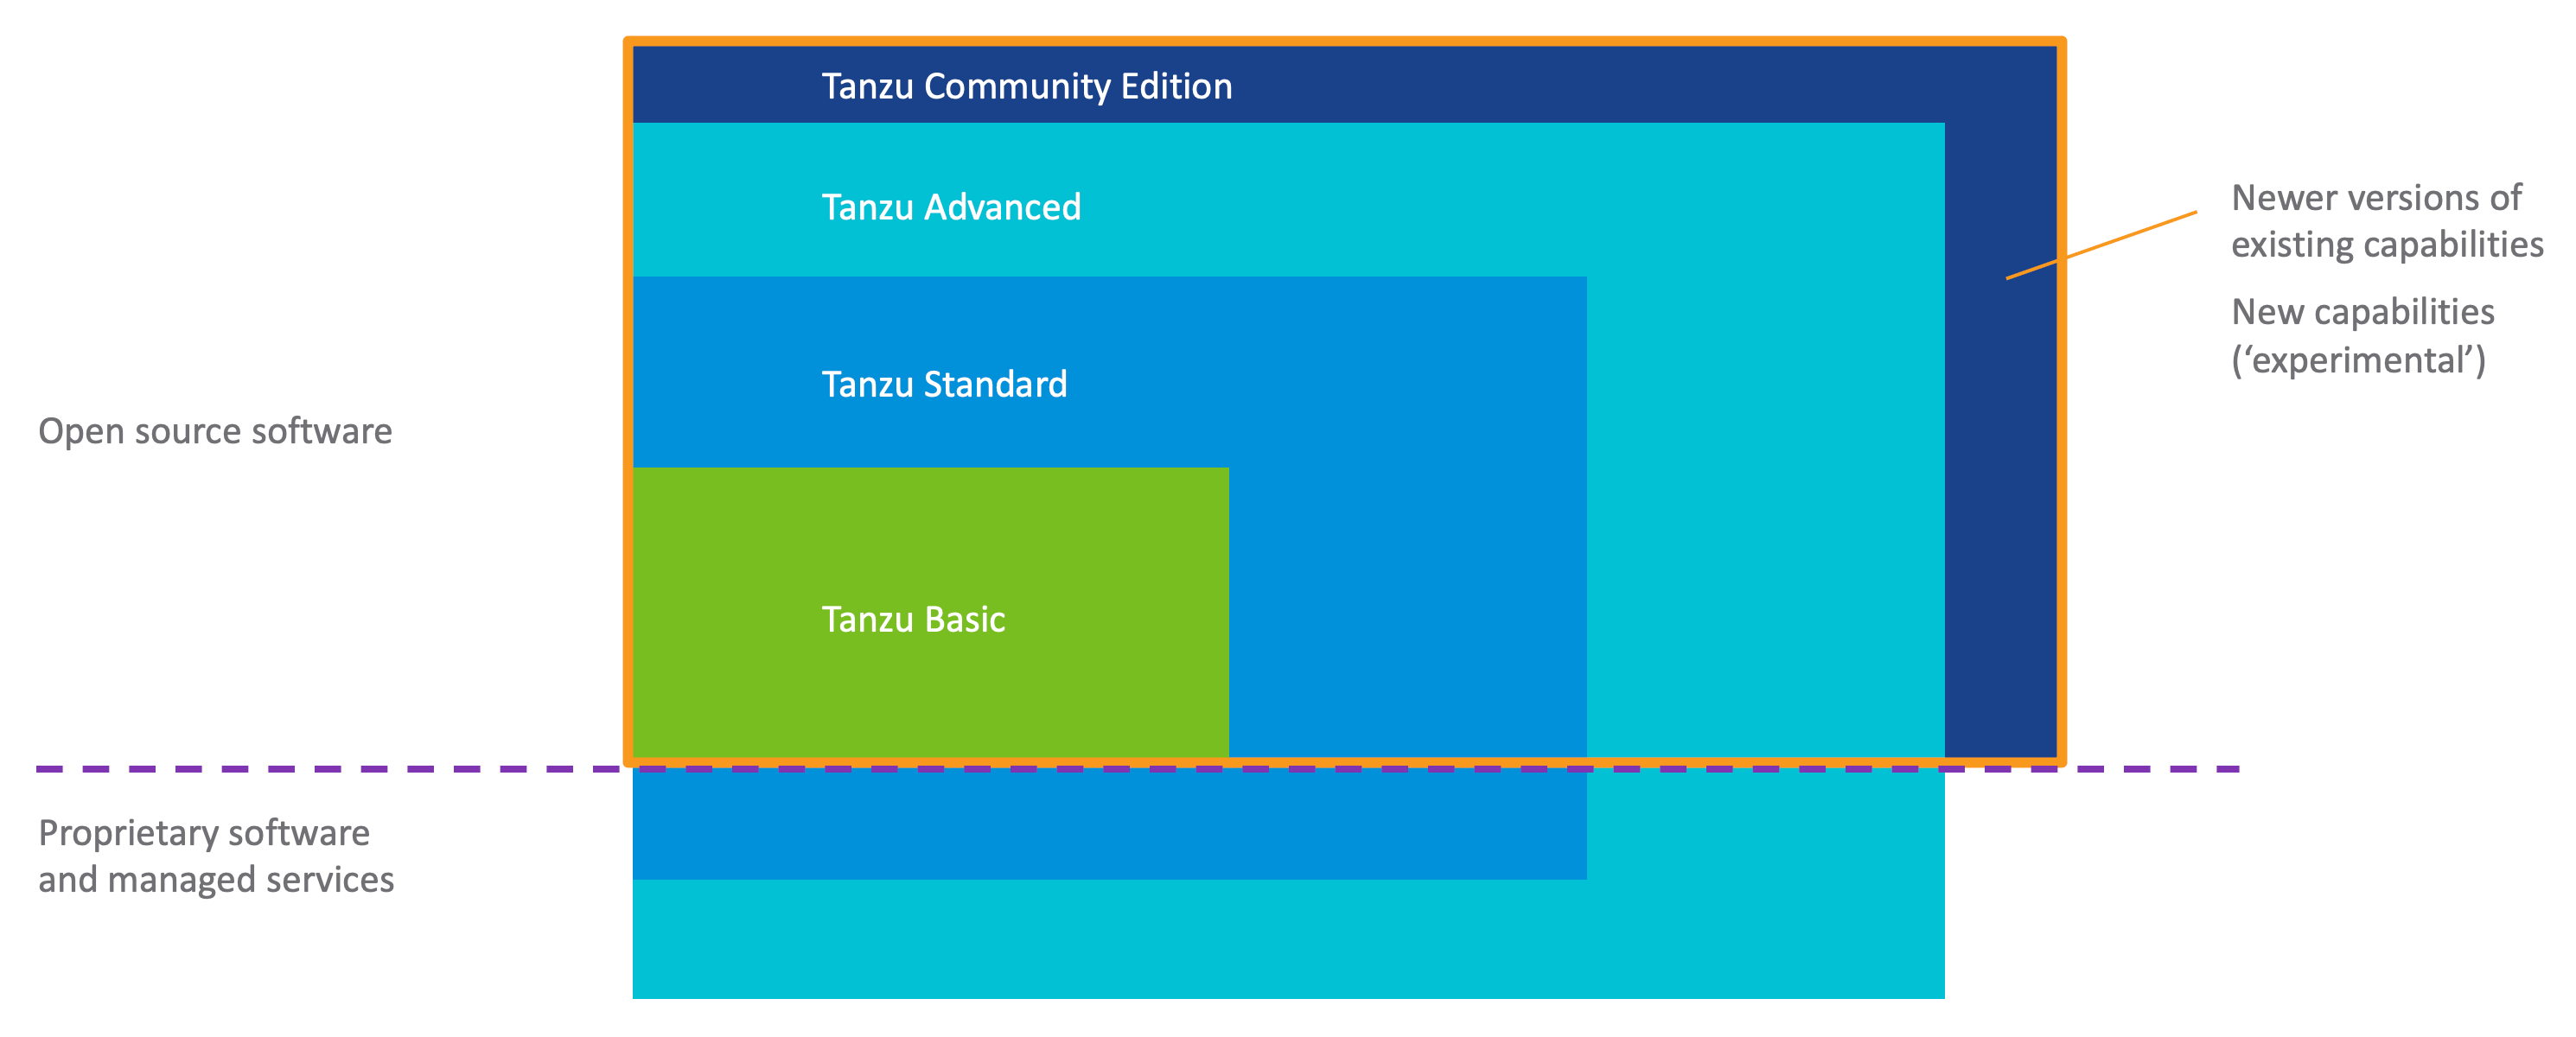 Tanzu Community Edition
Tanzu Advanced
Newer versions of
existing capabilities
New capabilities
(‘experimental’)
Tanzu Standard
Open source software
Tanzu Basic
Proprietary software
and managed services